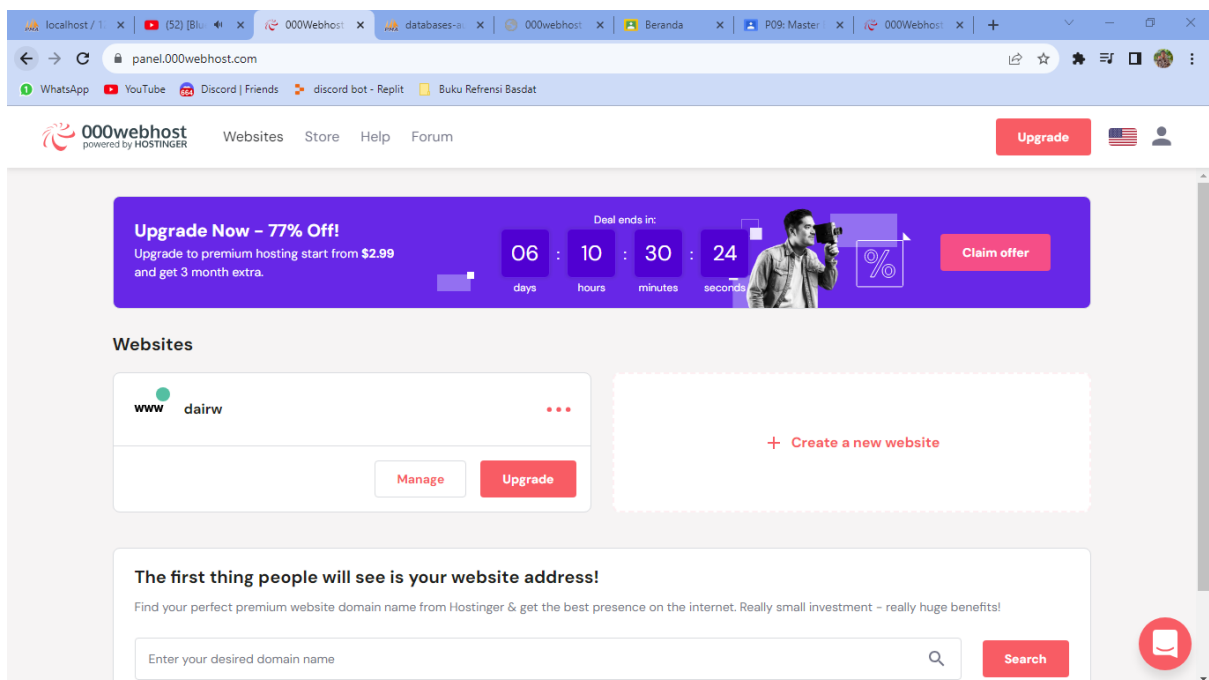 localhost / 1
(52) [Blu
000Webhost
databases-au
000webhost
Beranda
P09: Master
000Webhost
panel.000webhost.com
WhatsApp
YouTube
Discord | Friends
discord bot - Replit
Buku Refrensi Basdat
000webhost
powered by HOSTINGER
Websites
Store
Help
Forum
Upgrade
Upgrade Now - 77% Off!
Upgrade to premium hosting start from $2.99
and get 3 month extra.
Deal ends in:
06 : 10 : 30 : 24
days hours minutes seconds
%
Claim offer
Websites
www
dairw
Manage
Upgrade
+ Create a new website
The first thing people will see is your website address!
Find your perfect premium website domain name from Hostinger & get the best presence on the internet. Really small investment - really huge benefits!
Enter your desired domain name
Search